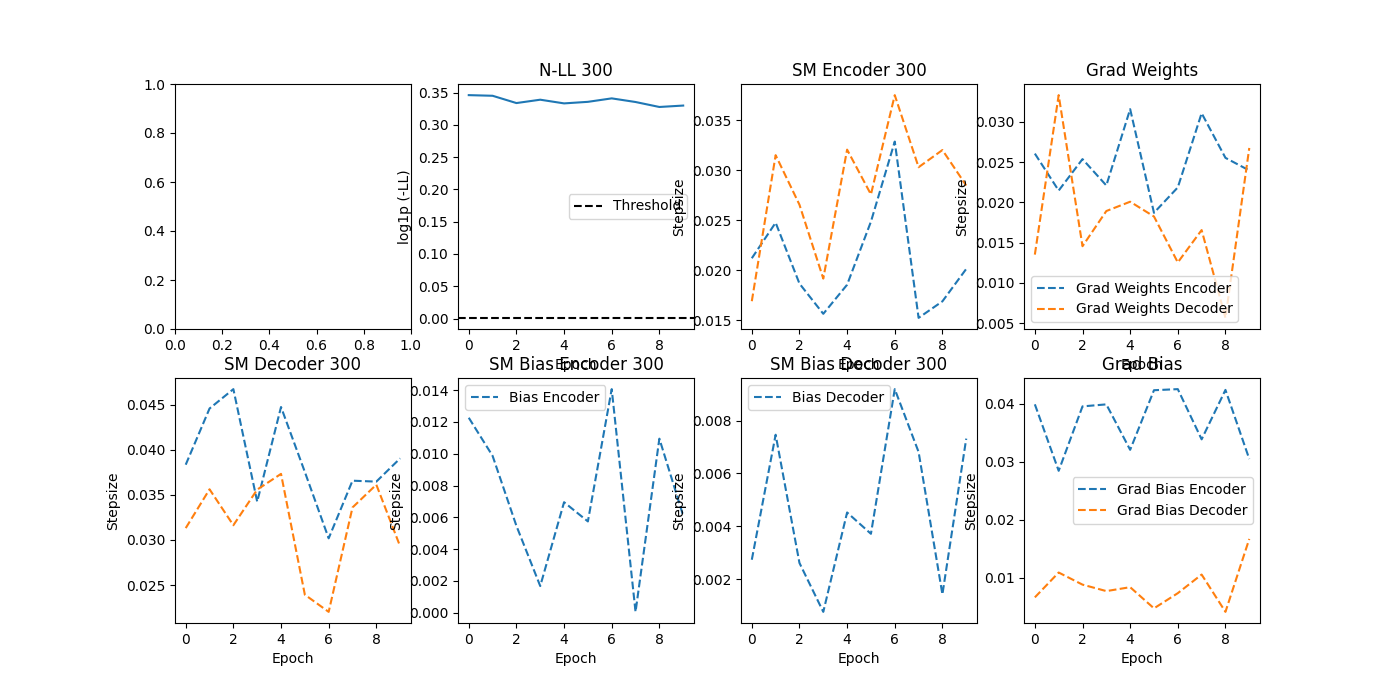 N-LL 300
SM Encoder 300
Grad Weights
1.0
0.8
0.6
0.4
0.2
0.0
0.0 0.2 0.4 0.6 0.8 1.0
log1p (-LL)
0.35
0.30
0.25
0.20
0.15
0.10
0.05
0.00
Threshold
0 2 4 6 8
Epoch
Stepsize
0.035
0.030
0.025
0.020
0.015
0 2 4 6 8
Epoch
Stepsize
0.030
0.025
0.020
0.015
0.010
0.005
Grad Weights Encoder
Grad Weights Decoder
0 2 4 6 8
Epoch
SM Decoder 300
SM Bias Encoder 300
SM Bias Decoder 300
Grad Bias
Stepsize
0.045
0.040
0.035
0.030
0.025
0 2 4 6 8
Epoch
Stepsize
0.014
0.012
0.010
0.008
0.006
0.004
0.002
0.000
Bias Encoder
0 2 4 6 8
Epoch
Stepsize
0.008
0.006
0.004
0.002
Bias Decoder
0 2 4 6 8
Epoch
Stepsize
0.04
0.03
0.02
0.01
Grad Bias Encoder
Grad Bias Decoder
0 2 4 6 8
Epoch